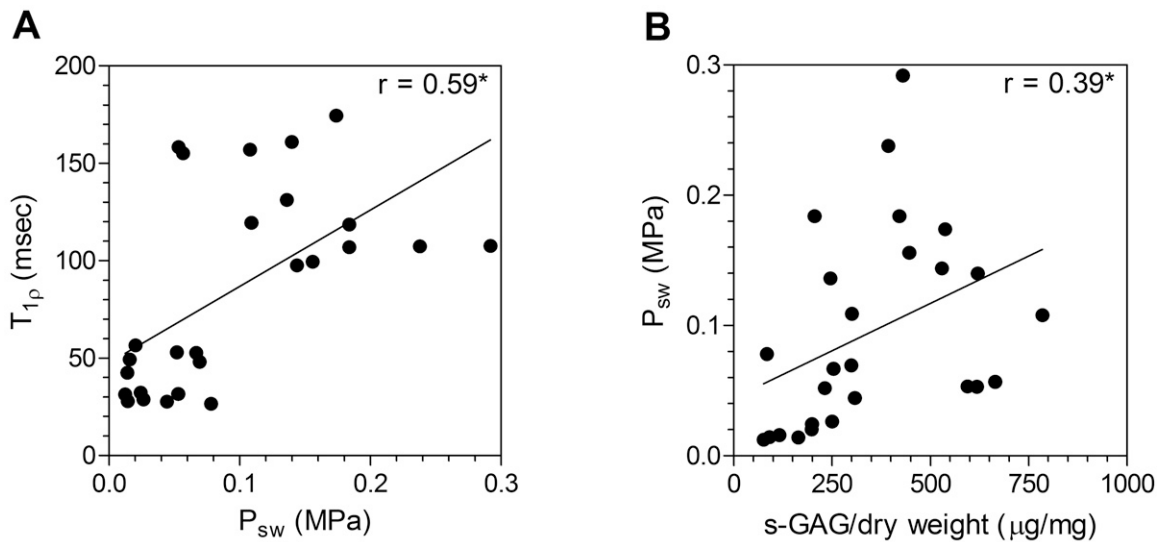 A
r = 0.59*
200
150
100
50
0
T1ρ (msec)
0.0 0.1 0.2 0.3
Psw (MPa)
B
r = 0.39*
0.3
0.2
0.1
0.0
Psw (MPa)
0 250 500 750 1000
s-GAG/dry weight (μg/mg)